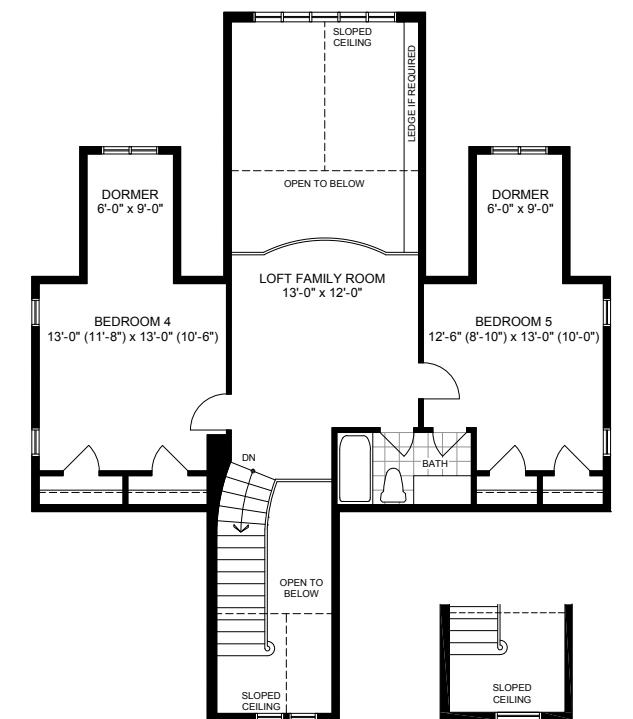 SLOPED
CEILING
LEDGE IF REQUIRED
OPEN TO BELOW
DORMER
6'-0" x 9'-0"
DORMER
6'-0" x 9'-0"
LOFT FAMILY ROOM
13'-0" x 12'-0"
BEDROOM 4
13'-0" (11'-8") x 13'-0" (10'-6")
BEDROOM 5
12'-6" (8'-10") x 13'-0" (10'-0")
DN
BATH
OPEN TO
BELOW
SLOPED
CEILING
SLOPED
CEILING